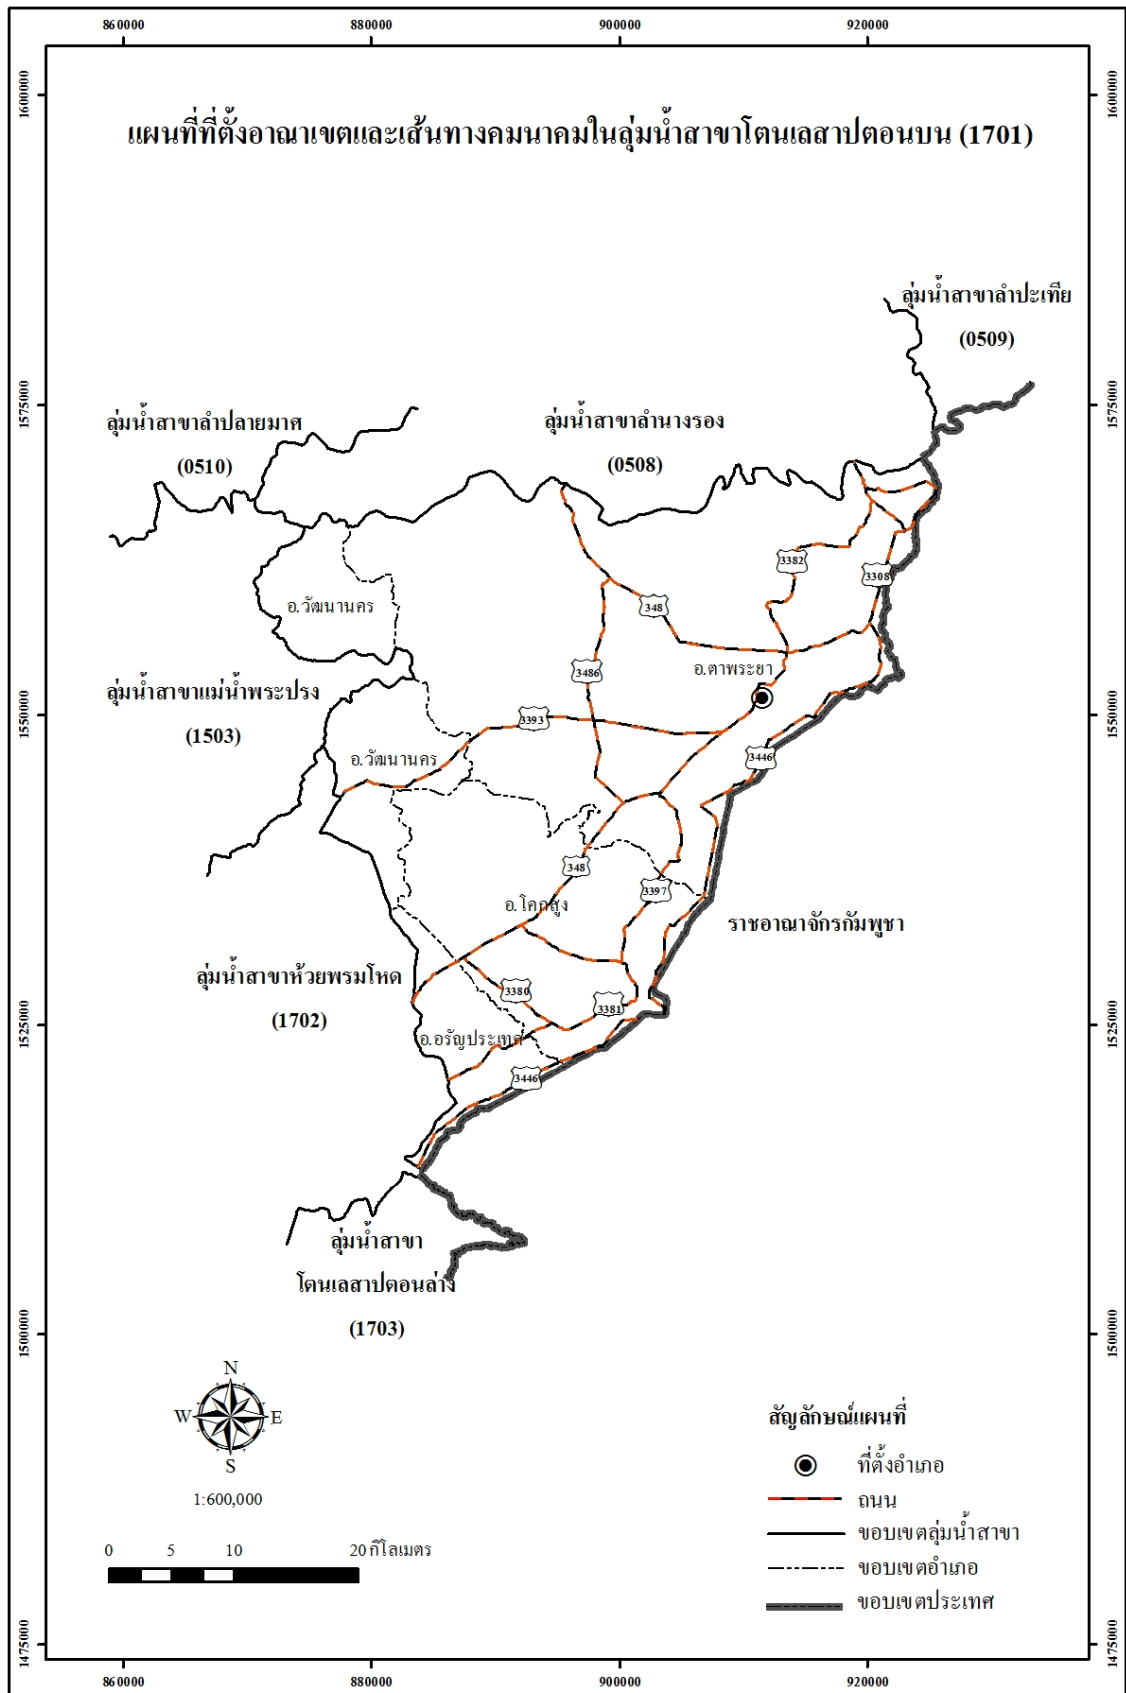 860000 880000 900000 920000
1600000 1600000
แผนที่ที่ตั้งอาณาเขตและเส้นทางคมนาคมในลุ่มน้ำสาขาโตนเลสาปตอนบน (1701)
ลุ่มน้ำสาขาลำปะเทีย
(0509)
1575000 1575000
ลุ่มน้ำสาขาลำปลายมาศ
(0510)
ลุ่มน้ำสาขาลำนางรอง
(0508)
3382
3308
348
อ.วัฒนานคร
3486
อ.ตาพระยา
ลุ่มน้ำสาขาแม่น้ำพระปรง
(1503)
3393
1550000 1550000
3446
อ.วัฒนานคร
348
3397
อ.โคกสูง
ราชอาณาจักรกัมพูชา
ลุ่มน้ำสาขาห้วยพรมโหด
(1702)
3380
3381
1525000 1525000
อ.อรัญประเทศ
3446
ลุ่มน้ำสาขา
โตนเลสาปตอนล่าง
(1703)
1500000 1500000
N
W E
S
1:600,000
0 5 10 20 กิโลเมตร
สัญลักษณ์แผนที่
ที่ตั้งอำเภอ
ถนน
ขอบเขตลุ่มน้ำสาขา
ขอบเขตอำเภอ
ขอบเขตประเทศ
1475000 1475000
860000 880000 900000 920000